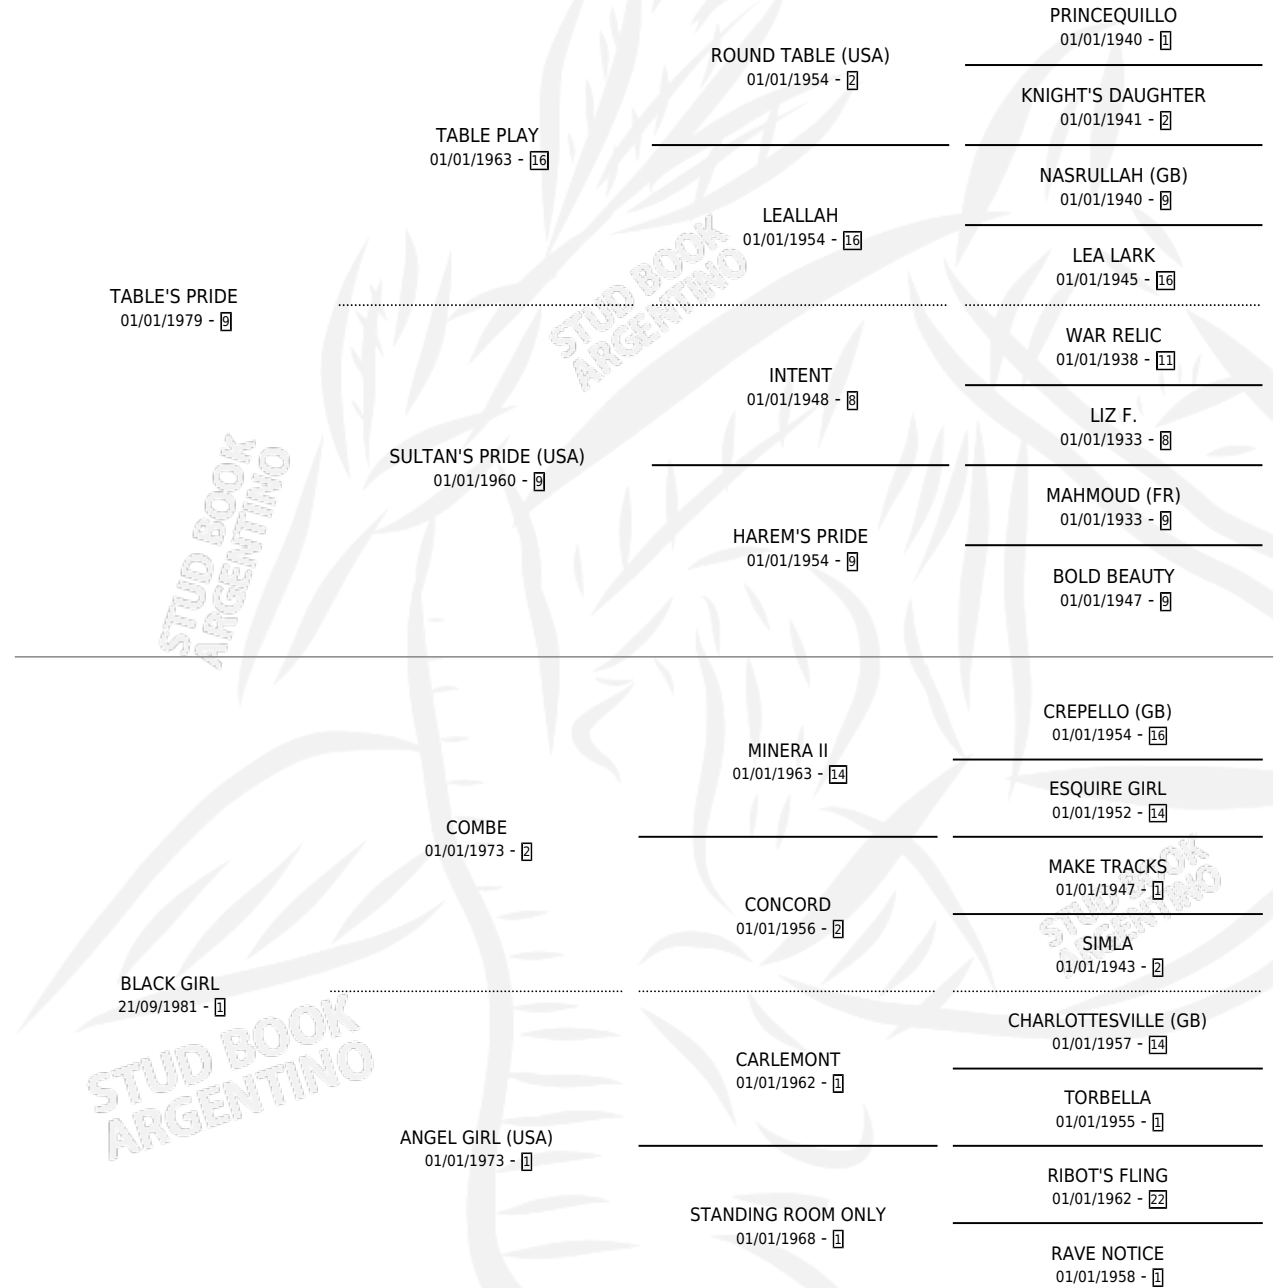 PRINCEQUILLO
01/01/1940 - 1
ROUND TABLE (USA)
01/01/1954 - 2
KNIGHT'S DAUGHTER
01/01/1941 - 2
TABLE PLAY
01/01/1963 - 16
NASRULLAH (GB)
01/01/1940 - 9
LEALLAH
01/01/1954 - 16
LEA LARK
01/01/1945 - 16
TABLE'S PRIDE
01/01/1979 - 9
STUD BOOK
ARGENTINO
WAR RELIC
01/01/1938 - 11
INTENT
01/01/1948 - 8
LIZ F.
01/01/1933 - 8
SULTAN'S PRIDE (USA)
01/01/1960 - 9
MAHMOUD (FR)
01/01/1933 - 9
HAREM'S PRIDE
01/01/1954 - 9
BOLD BEAUTY
01/01/1947 - 9
STUD BOOK
ARGENTINO
CREPELLO (GB)
01/01/1954 - 16
MINERA II
01/01/1963 - 14
ESQUIRE GIRL
01/01/1952 - 14
COMBE
01/01/1973 - 2
MAKE TRACKS
01/01/1947 - 1
CONCORD
01/01/1956 - 2
SIMLA
01/01/1943 - 2
STUD BOOK
ARGENTINO
BLACK GIRL
21/09/1981 - 1
CHARLOTTESVILLE (GB)
01/01/1957 - 14
CARLEMONT
01/01/1962 - 1
TORBELLA
01/01/1955 - 1
STUD BOOK
ARGENTINO
ANGEL GIRL (USA)
01/01/1973 - 1
RIBOT'S FLING
01/01/1962 - 22
STANDING ROOM ONLY
01/01/1968 - 1
RAVE NOTICE
01/01/1958 - 1